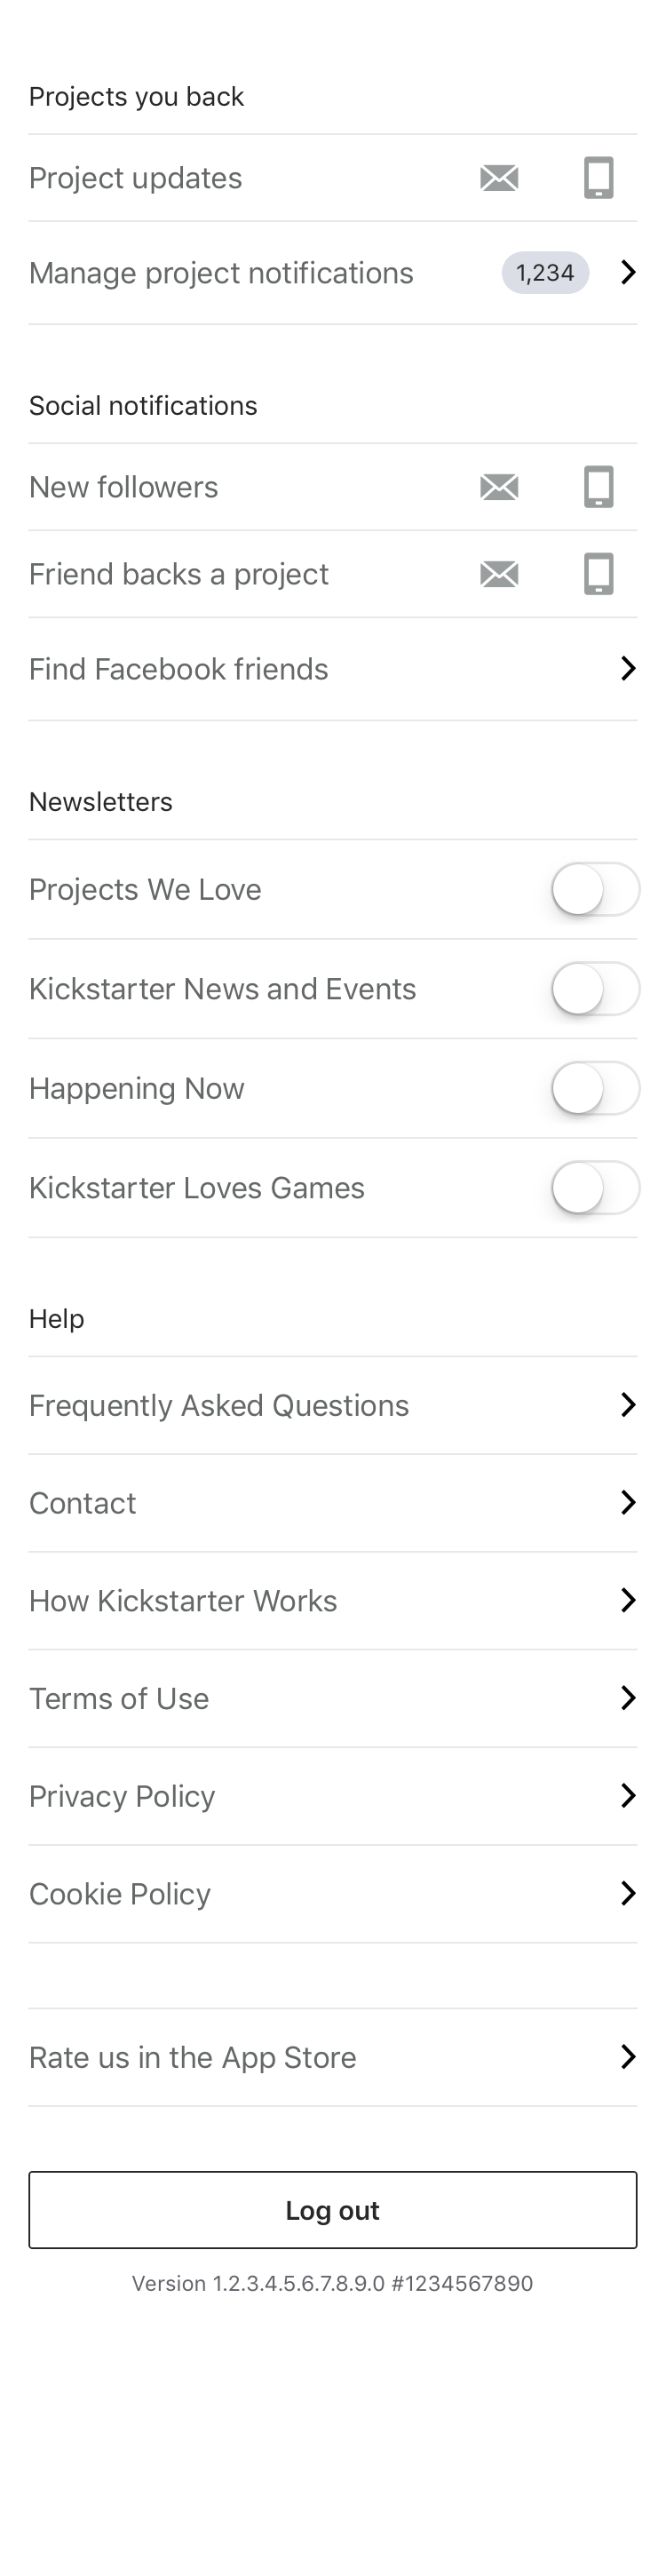 Projects you back
Project updates
Manage project notifications 1,234
Social notifications
New followers
Friend backs a project
Find Facebook friends
Newsletters
Projects We Love
Kickstarter News and Events
Happening Now
Kickstarter Loves Games
Help
Frequently Asked Questions
Contact
How Kickstarter Works
Terms of Use
Privacy Policy
Cookie Policy
Rate us in the App Store
Log out
Version 1.2.3.4.5.6.7.8.9.0 #1234567890